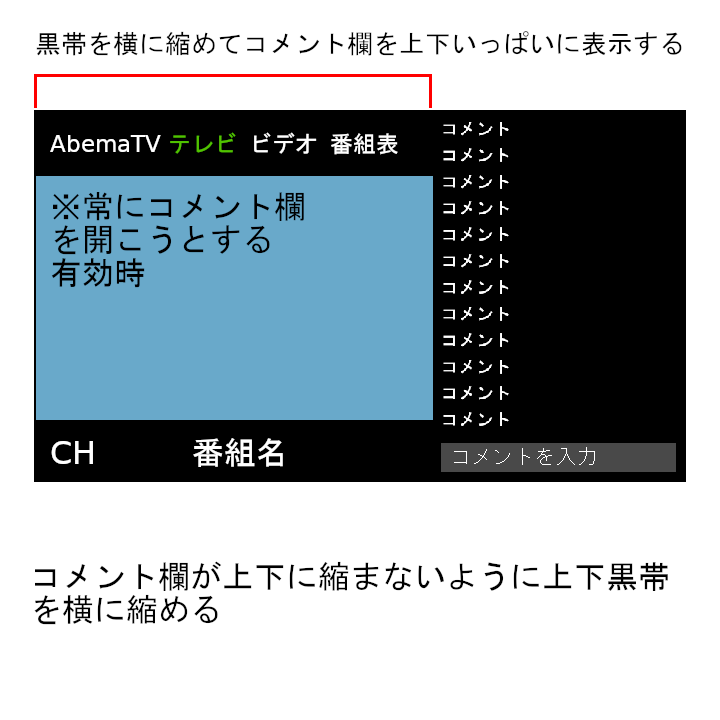 黒帯を横に縮めてコメント欄を上下いっぱいに表示する
AbemaTV テレビ ビデオ 番組表
※常にコメント欄
を開こうとする
有効時
CH 番組名
コメント
コメント
コメント
コメント
コメント
コメント
コメント
コメント
コメント
コメント
コメント
コメント
コメントを入力
コメント欄が上下に縮まないように上下黒帯
を横に縮める